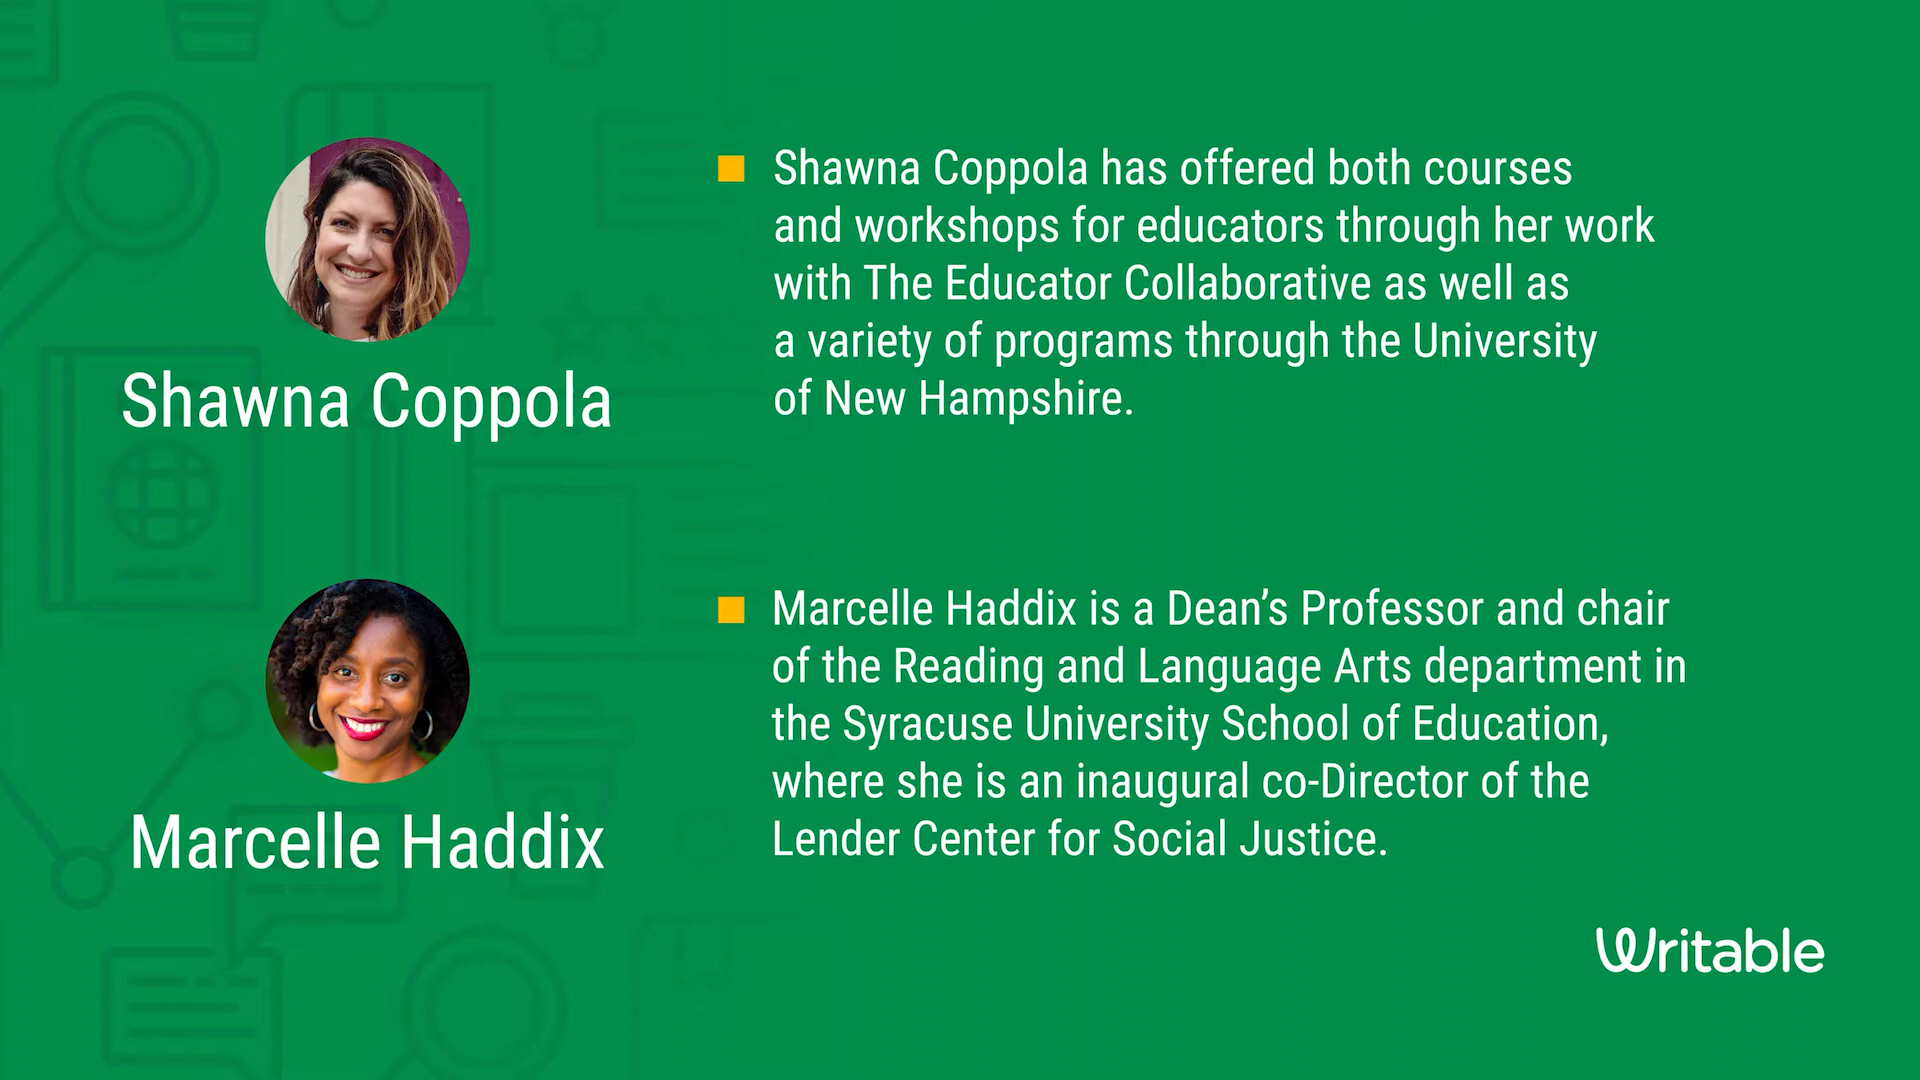 Shawna Coppola
Shawna Coppola has offered both courses
and workshops for educators through her work
with The Educator Collaborative as well as
a variety of programs through the University
of New Hampshire.
Marcelle Haddix
Marcelle Haddix is a Dean’s Professor and chair
of the Reading and Language Arts department in
the Syracuse University School of Education,
where she is an inaugural co-Director of the
Lender Center for Social Justice.
Writable